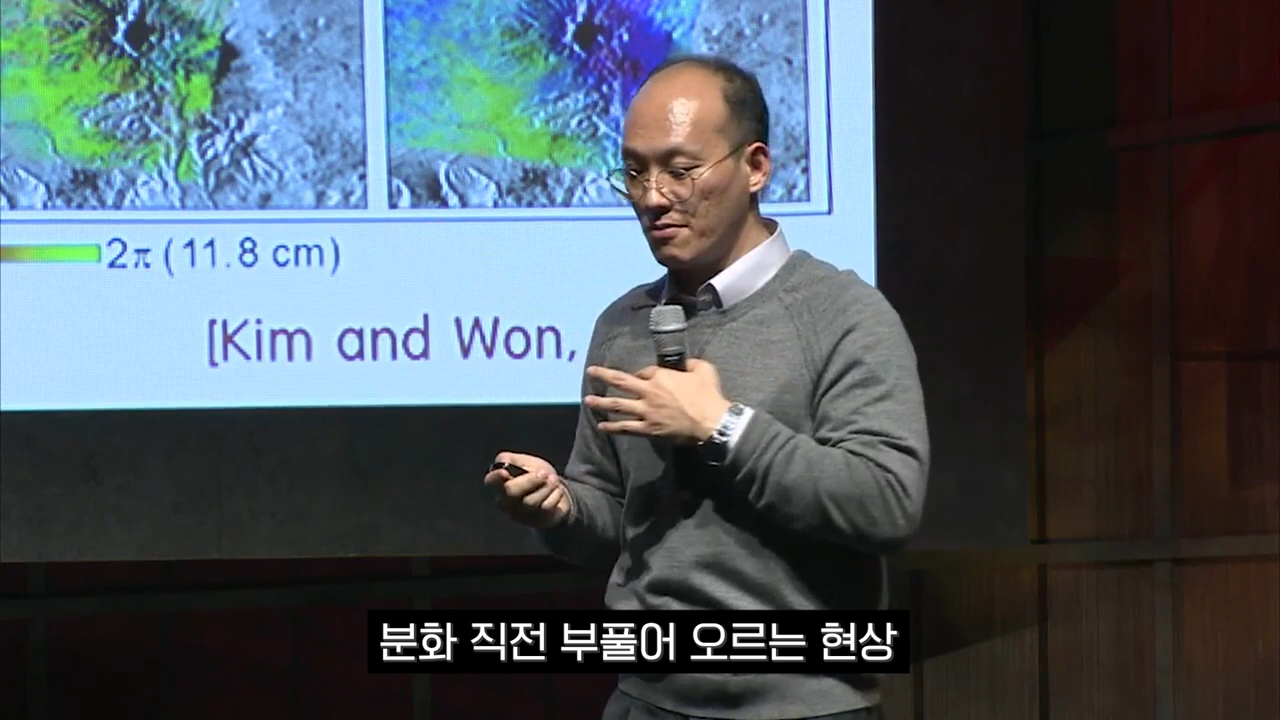 2π (11.8 cm)
[Kim and Won,
분화 직전 부풀어 오르는 현상